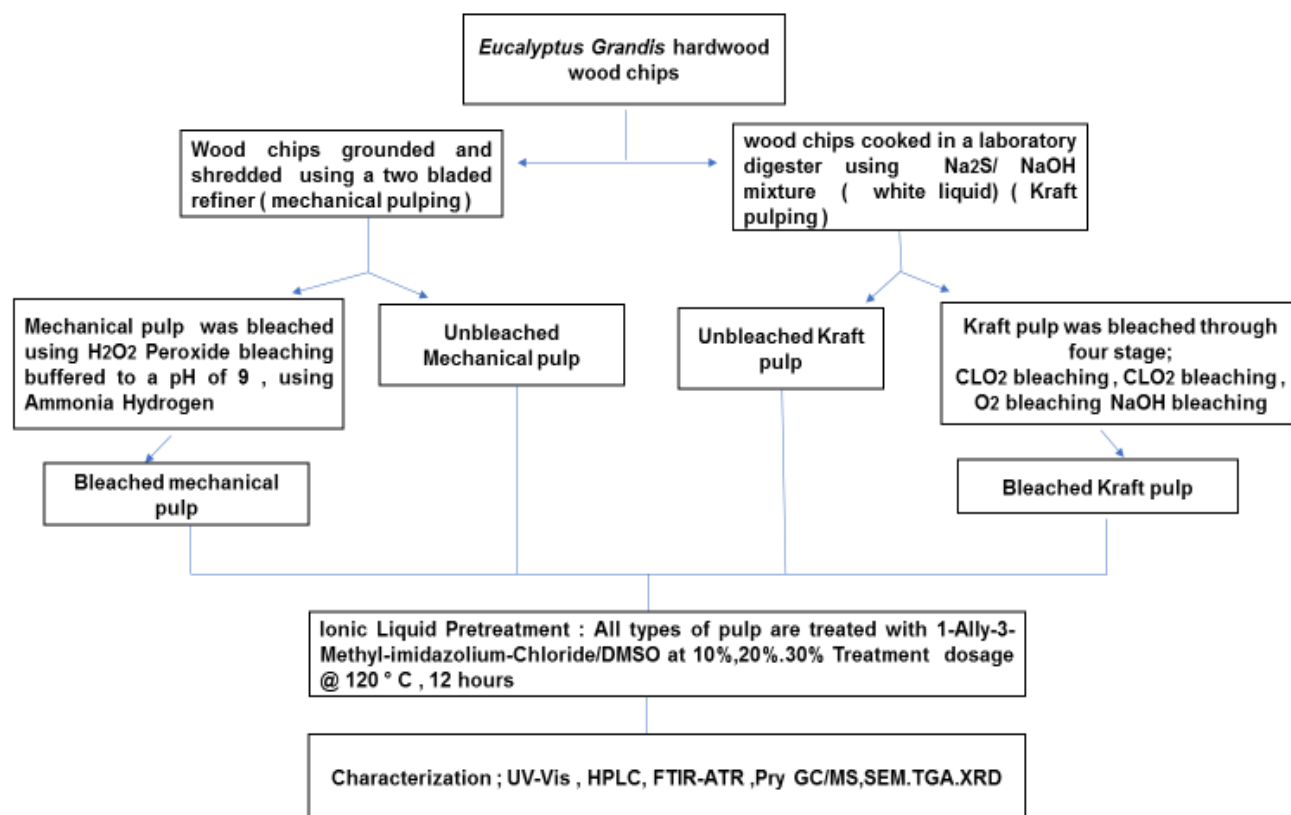 Eucalyptus Grandis hardwood
wood chips
Wood chips grounded and
shredded using a two bladed
refiner ( mechanical pulping )
wood chips cooked in a laboratory
digester using Na2S/ NaOH
mixture ( white liquid) ( Kraft
pulping )
Mechanical pulp was bleached
using H2O2 Peroxide bleaching
buffered to a pH of 9 , using
Ammonia Hydrogen
Unbleached
Mechanical pulp
Unbleached Kraft
pulp
Kraft pulp was bleached through
four stage;
CLO2 bleaching , CLO2 bleaching ,
O2 bleaching NaOH bleaching
Bleached mechanical
pulp
Bleached Kraft pulp
Ionic Liquid Pretreatment : All types of pulp are treated with 1-Ally-3-
Methyl-imidazolium-Chloride/DMSO at 10%,20%.30% Treatment dosage
@ 120 ° C , 12 hours
Characterization ; UV-Vis , HPLC, FTIR-ATR ,Pry GC/MS,SEM.TGA.XRD